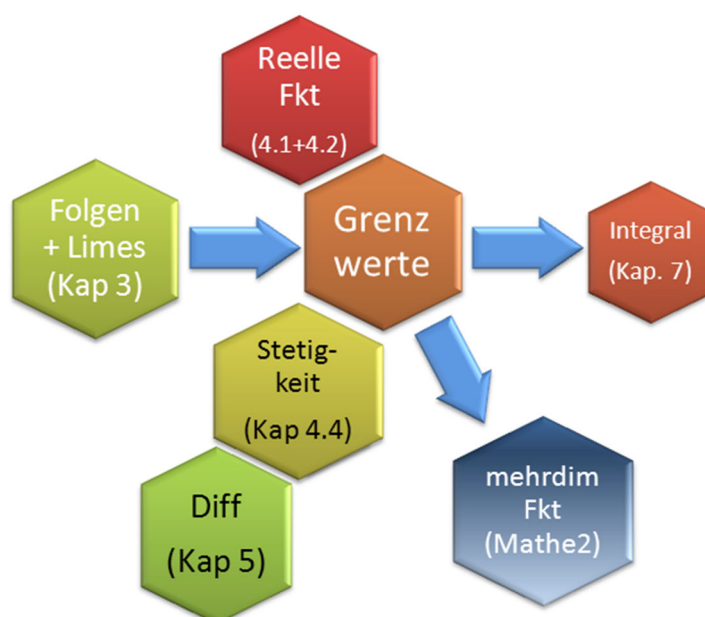 Reelle
Fkt
(4.1+4.2)
Folgen
+ Limes
(Kap 3)
Grenz
werte
Integral
(Kap. 7)
Stetig-
keit
(Kap 4.4)
mehrdim
Fkt
(Mathe2)
Diff
(Kap 5)